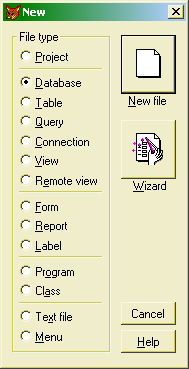 New
File type
Project
Database
Table
Query
Connection
View
Remote view
Form
Report
Label
Program
Class
Text file
Menu
New file
Wizard
Cancel
Help